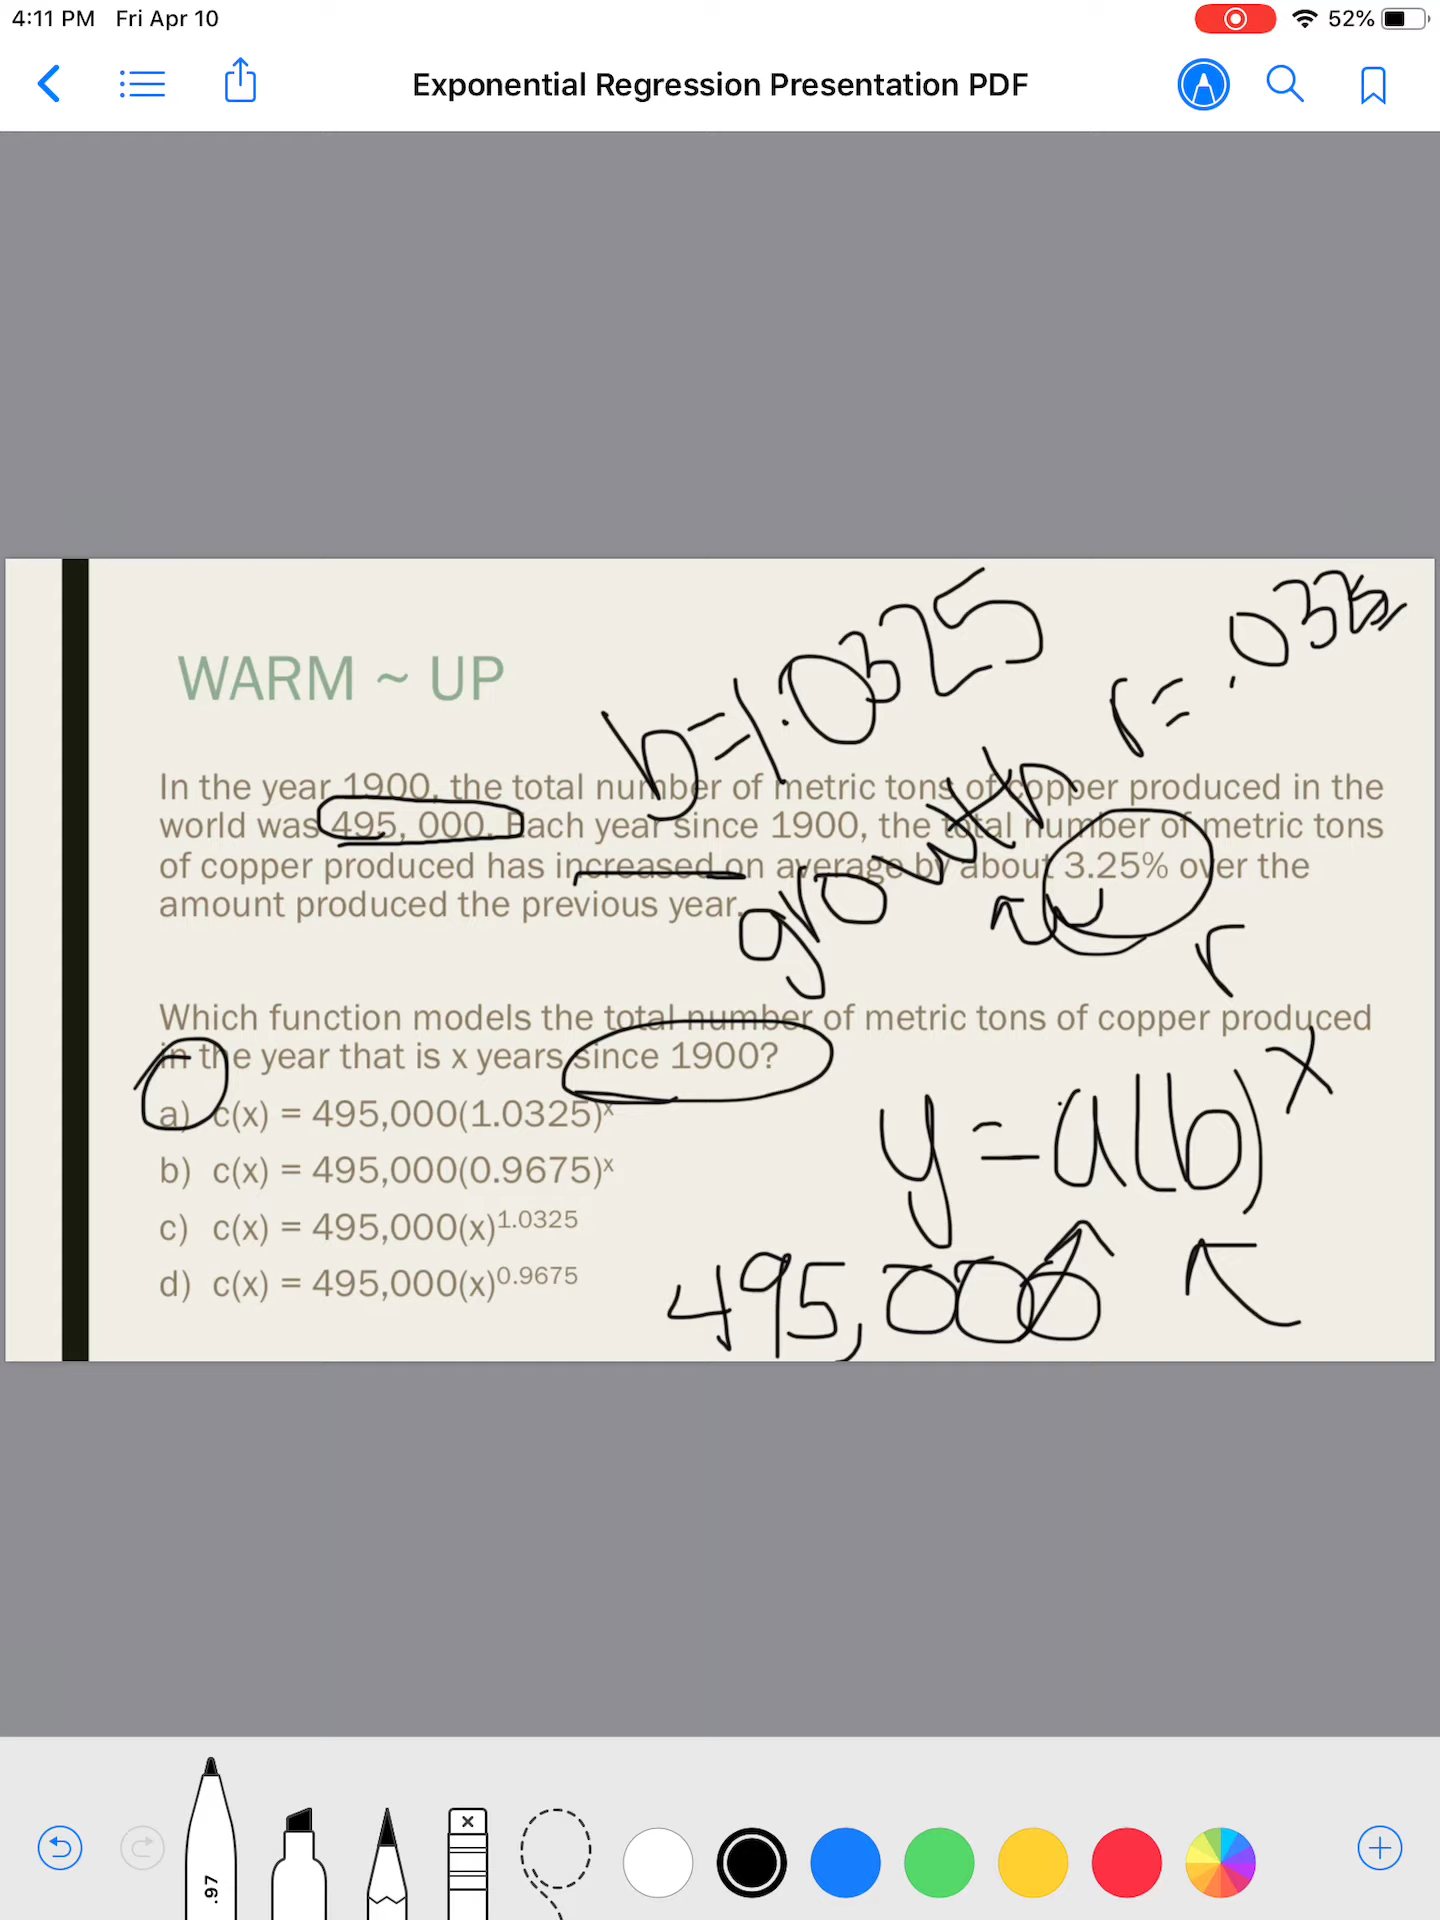 4:11 PM Fri Apr 10 52%
Exponential Regression Presentation PDF
b=1.0325
r=.0325
WARM ~ UP
In the year 1900, the total number of metric tons of copper produced in the
world was 495, 000. Each year since 1900, the total number of metric tons
of copper produced has increased on average by about 3.25% over the
amount produced the previous year.
growth
r
Which function models the total number of metric tons of copper produced
in the year that is x years since 1900?
a) c(x) = 495,000(1.0325)ˣ
b) c(x) = 495,000(0.9675)ˣ
c) c(x) = 495,000(x)¹·⁰³²⁵
d) c(x) = 495,000(x)⁰·⁹⁶⁷⁵
y=a(b)ˣ
495,000
.97